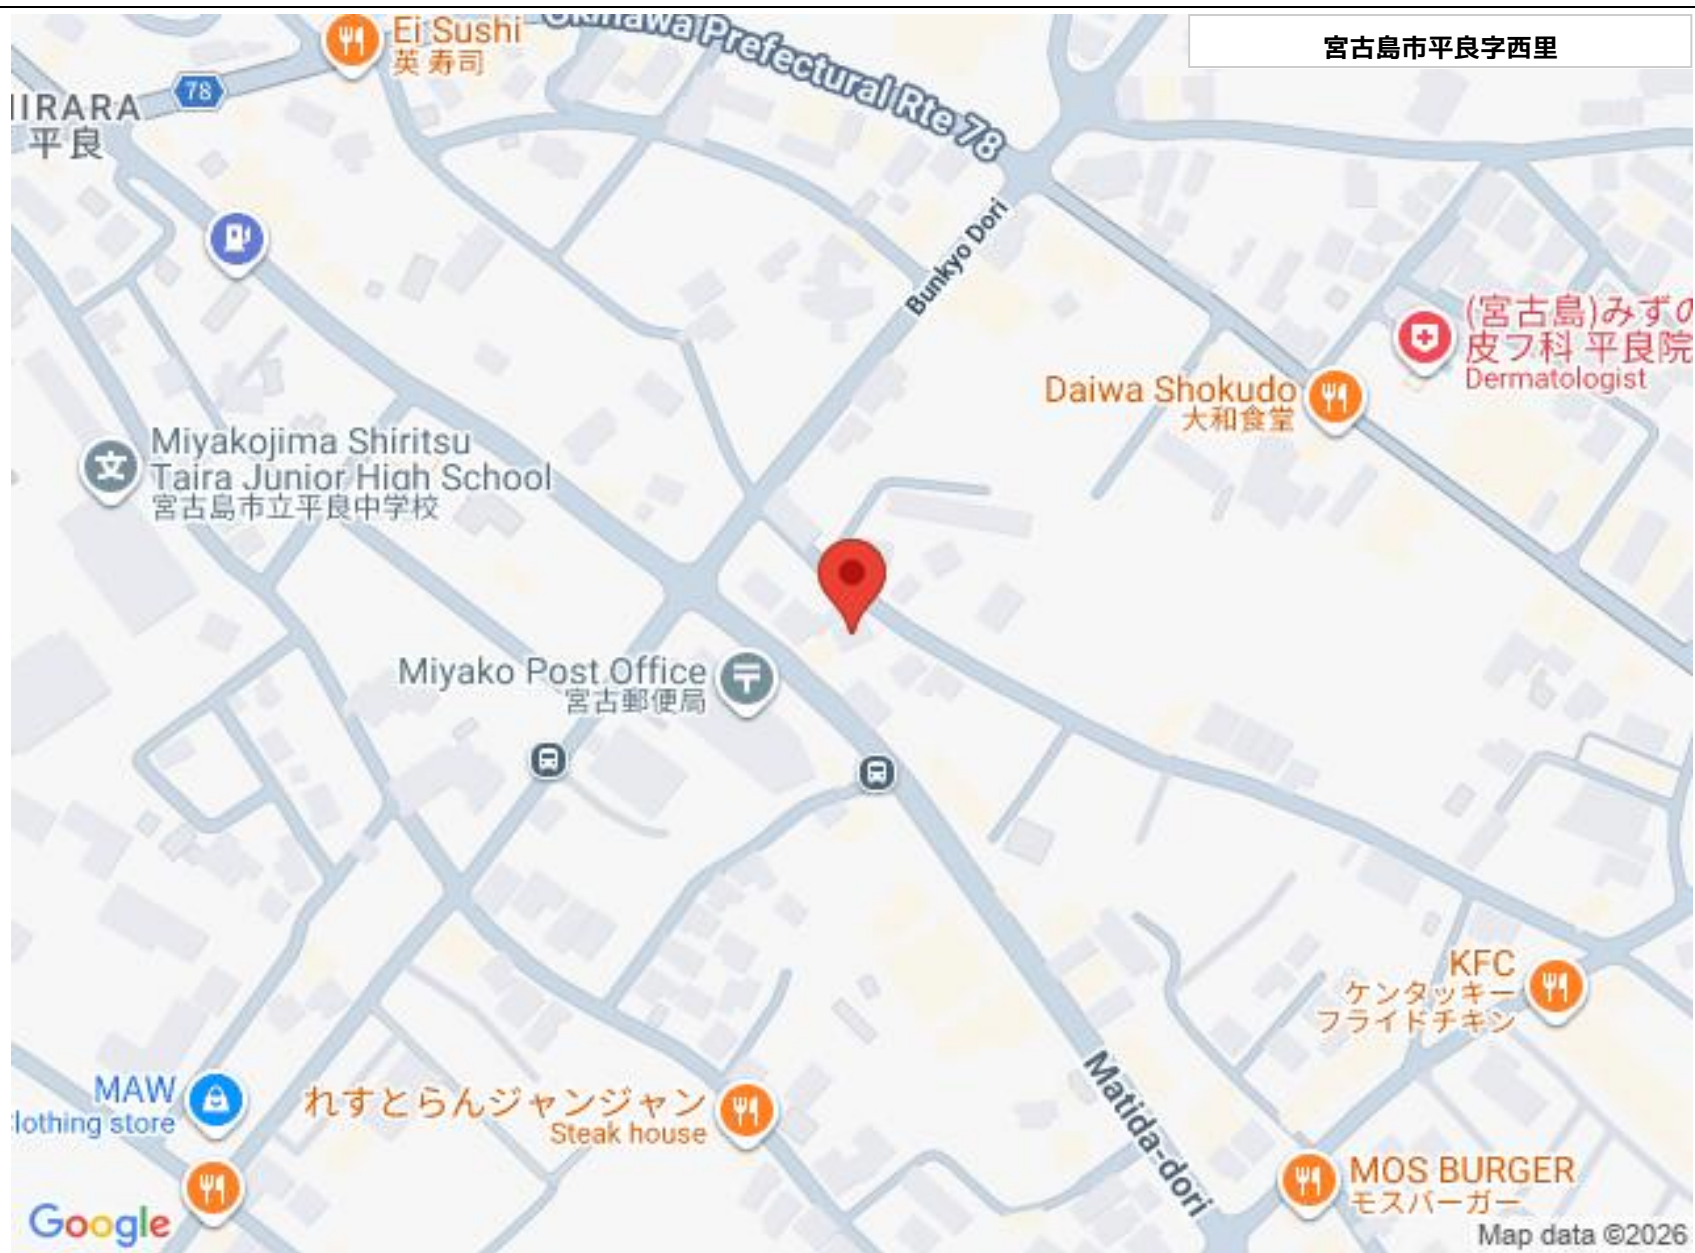 Ei Sushi
英 寿司
Okinawa Prefectural Rte 78
宮古島市平良字西里
78
IRARA
平良
Bunkyo Dori
(宮古島)みずの
皮フ科 平良院
Dermatologist
Daiwa Shokudo
大和食堂
Miyakojima Shiritsu
Taira Junior High School
宮古島市立平良中学校
Miyako Post Office
宮古郵便局
KFC
ケンタッキー
フライドチキン
MAW
lothing store
れすとらんジャンジャン
Steak house
Matida-dori
MOS BURGER
モスバーガー
Google
Map data ©2026